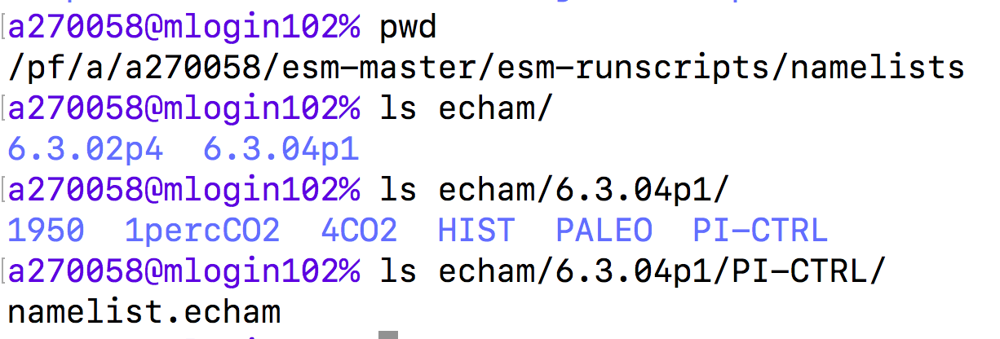 [a270058@mlogin102% pwd
/pf/a/a270058/esm-master/esm-runscripts/namelists
[a270058@mlogin102% ls echam/
6.3.02p4  6.3.04p1
[a270058@mlogin102% ls echam/6.3.04p1/
1950  1percCO2  4CO2  HIST  PALEO  PI-CTRL
[a270058@mlogin102% ls echam/6.3.04p1/PI-CTRL/
namelist.echam